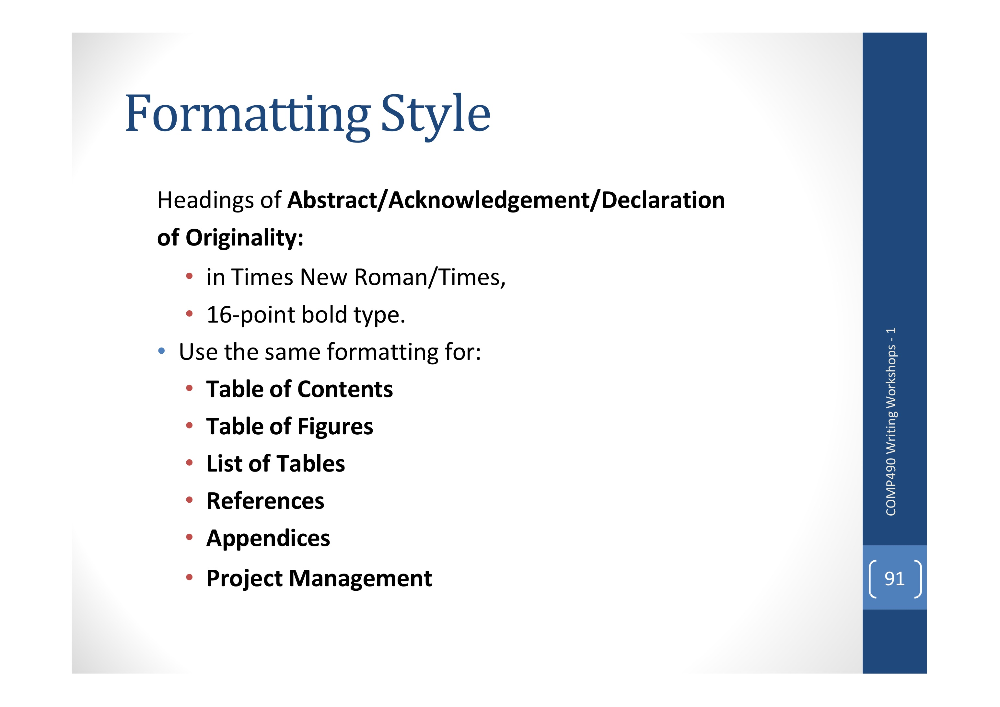 Formatting Style
Headings of Abstract/Acknowledgement/Declaration
of Originality:
• in Times New Roman/Times,
• 16-point bold type.
• Use the same formatting for:
• Table of Contents
• Table of Figures
• List of Tables
• References
• Appendices
• Project Management
COMP490 Writing Workshops - 1
91